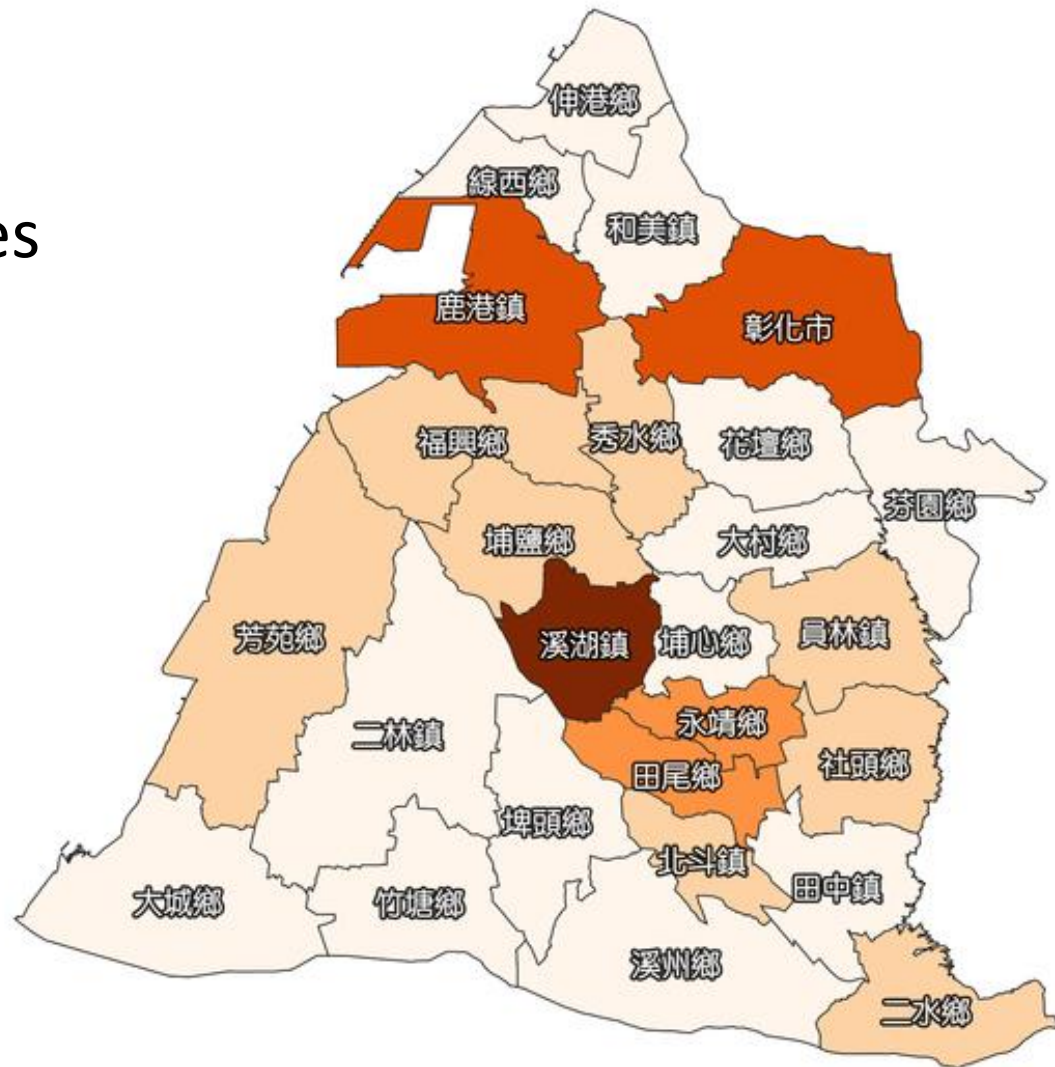 伸港鄉
線西鄉
和美鎮
es
鹿港鎮
彰化市
福興鄉
秀水鄉
花壇鄉
芬園鄉
埔鹽鄉
大村鄉
芳苑鄉
溪湖鎮
埔心鄉
員林鎮
二林鎮
永靖鄉
田尾鄉
社頭鄉
埤頭鄉
北斗鎮
田中鎮
大城鄉
竹塘鄉
溪州鄉
二水鄉